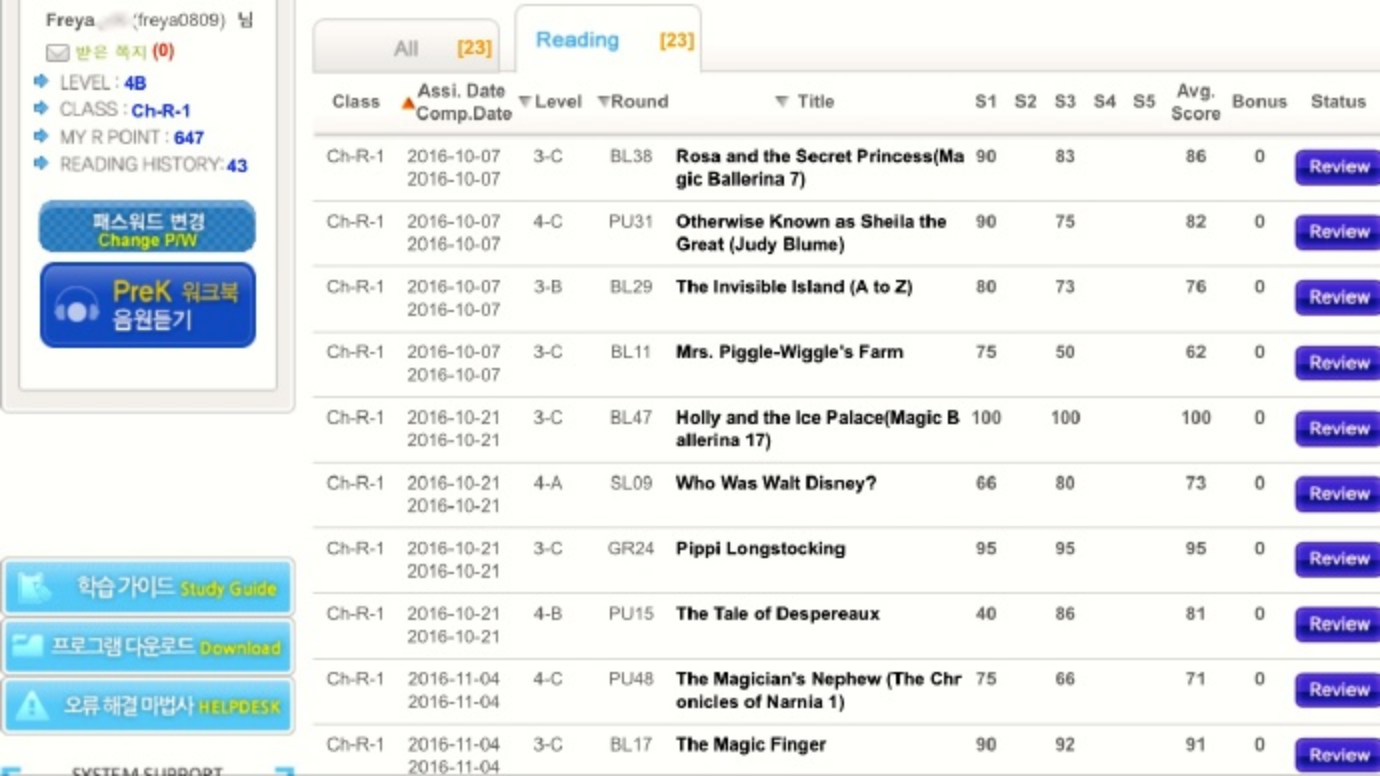 Freya (freya0809) 님
받은 쪽지 (0)
LEVEL : 4B
CLASS : Ch-R-1
MY R POINT : 647
READING HISTORY: 43
패스워드 변경
Change P/W
PreK 워크북
음원듣기
학습 가이드 Study Guide
프로그램 다운로드 Download
오류 해결 마법사 HELPDESK
SYSTEM SUPPORT
All [23] Reading [23]
Class ▲ Assi. Date Comp.Date ▼ Level ▼ Round ▼ Title S1 S2 S3 S4 S5 Avg. Score Bonus Status
Ch-R-1 2016-10-07 3-C BL38 Rosa and the Secret Princess(Ma 90 83 86 0 Review
2016-10-07 gic Ballerina 7)
Ch-R-1 2016-10-07 4-C PU31 Otherwise Known as Sheila the 90 75 82 0 Review
2016-10-07 Great (Judy Blume)
Ch-R-1 2016-10-07 3-B BL29 The Invisible Island (A to Z) 80 73 76 0 Review
2016-10-07
Ch-R-1 2016-10-07 3-C BL11 Mrs. Piggle-Wiggle's Farm 75 50 62 0 Review
2016-10-07
Ch-R-1 2016-10-21 3-C BL47 Holly and the Ice Palace(Magic B 100 100 100 0 Review
2016-10-21 allerina 17)
Ch-R-1 2016-10-21 4-A SL09 Who Was Walt Disney? 66 80 73 0 Review
2016-10-21
Ch-R-1 2016-10-21 3-C GR24 Pippi Longstocking 95 95 95 0 Review
2016-10-21
Ch-R-1 2016-10-21 4-B PU15 The Tale of Despereaux 40 86 81 0 Review
2016-10-21
Ch-R-1 2016-11-04 4-C PU48 The Magician's Nephew (The Chr 75 66 71 0 Review
2016-11-04 onicles of Narnia 1)
Ch-R-1 2016-11-04 3-C BL17 The Magic Finger 90 92 91 0 Review
2016-11-04